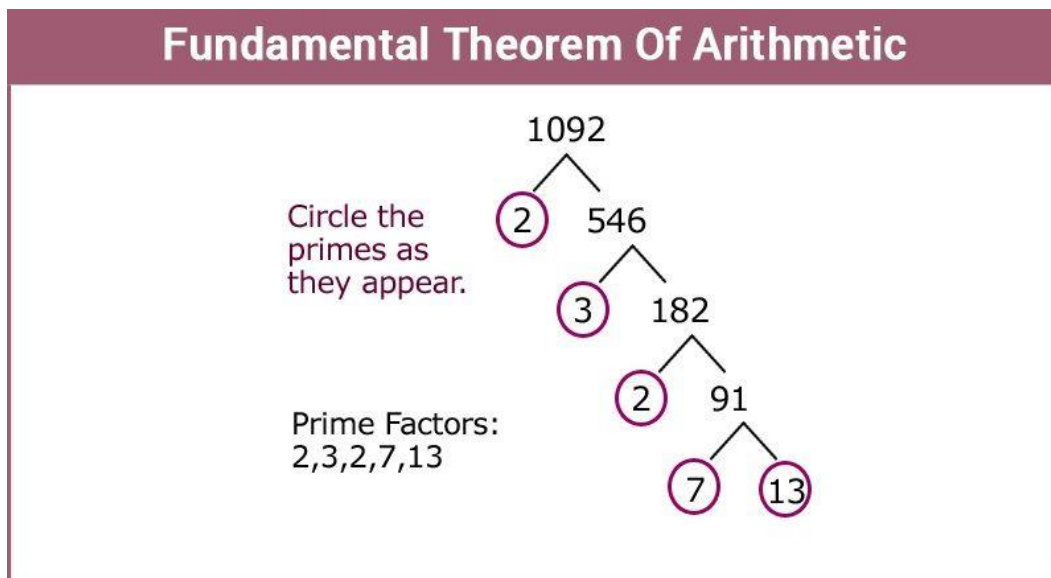 Fundamental Theorem Of Arithmetic
1092
2 546
Circle the
primes as
they appear.
3 182
2 91
Prime Factors:
2,3,2,7,13
7 13